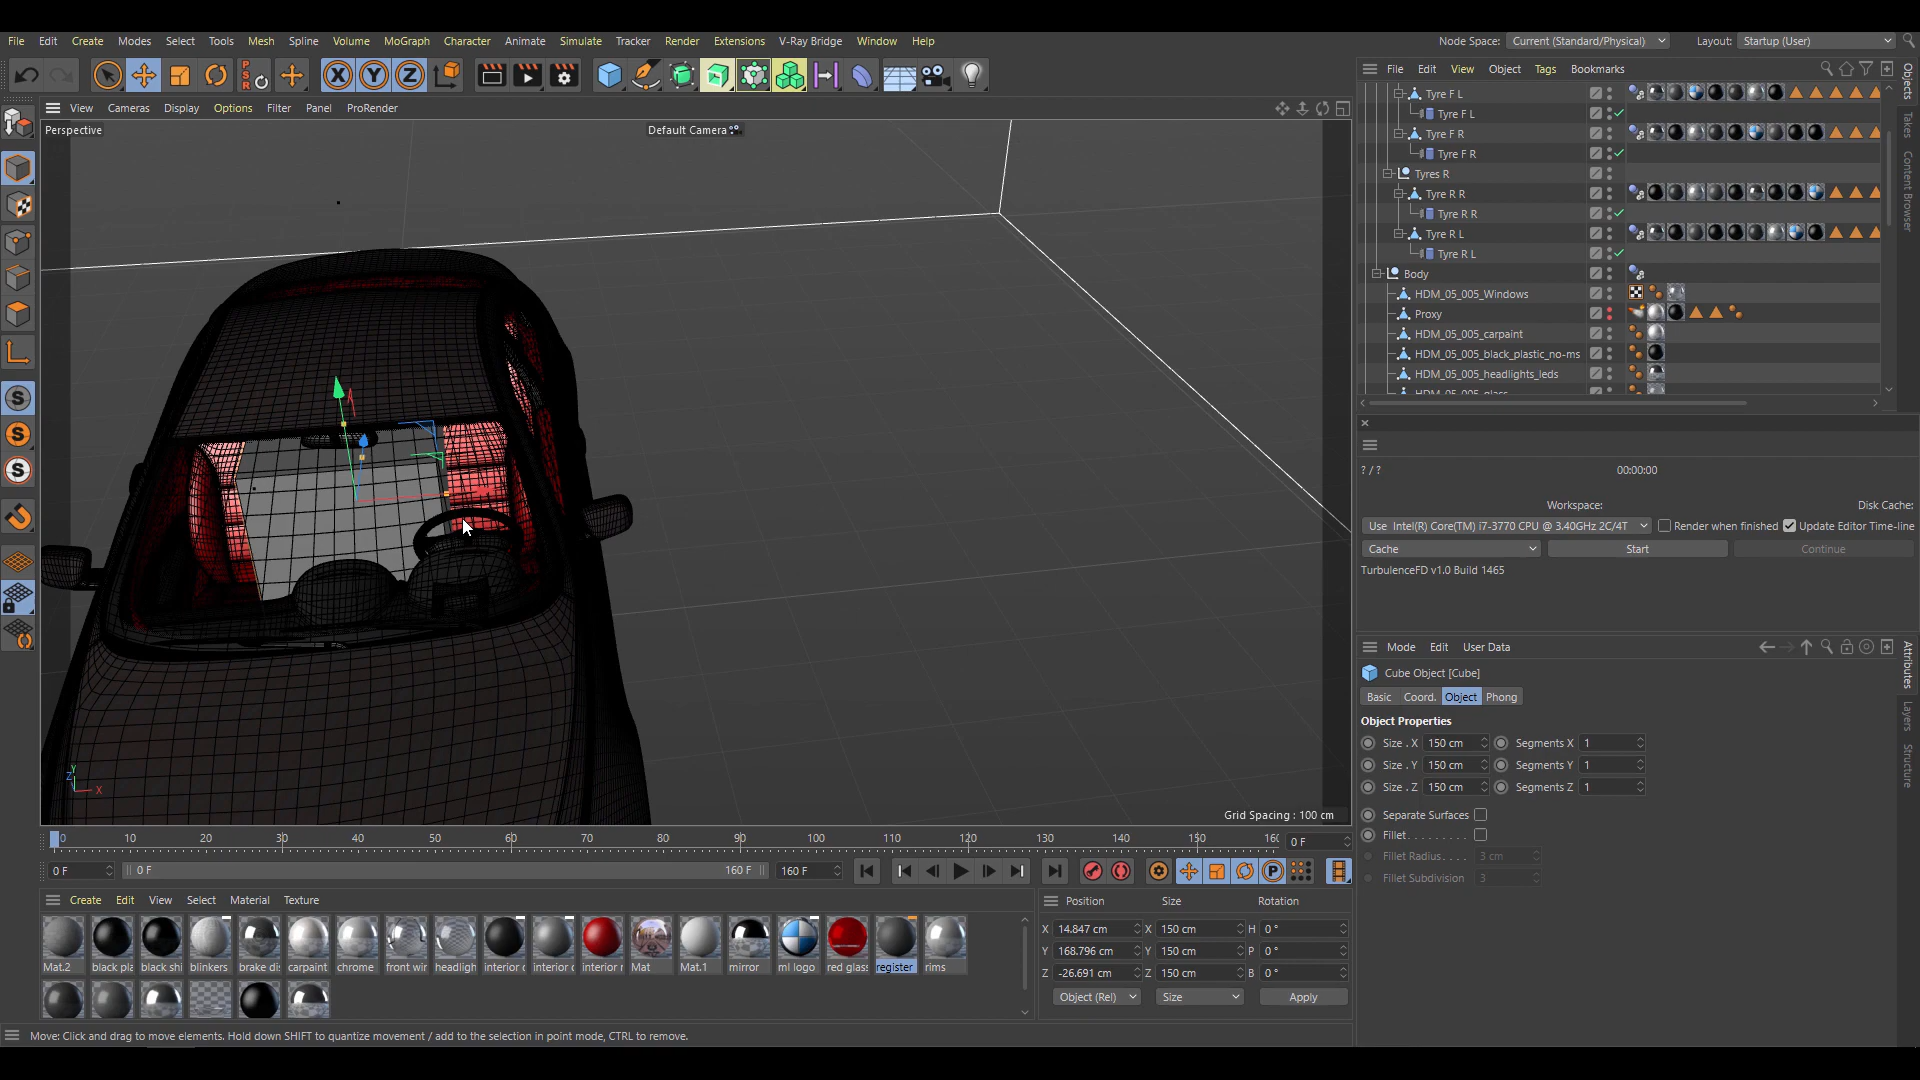 File Edit Create Modes Select Tools Mesh Spline Volume MoGraph Character Animate Simulate Tracker Render Extensions V-Ray Bridge Window Help
Node Space: Current (Standard/Physical) Layout: Startup (User)
PSR
X Y Z
File Edit View Object Tags Bookmarks
View Cameras Display Options Filter Panel ProRender
Perspective
Default Camera
Tyre F L
Tyre F L
Tyre F R
Tyre F R
Tyres R
Tyre R R
Tyre R R
Tyre R L
Tyre R L
Body
HDM_05_005_Windows
Proxy
HDM_05_005_carpaint
HDM_05_005_black_plastic_no-ms
HDM_05_005_headlights_leds
Objects
Takes
Content Browser
? / ? 00:00:00
Workspace: Disk Cache:
Use Intel(R) Core(TM) i7-3770 CPU @ 3.40GHz 2C/4T Render when finished Update Editor Time-line
Cache Start Continue
TurbulenceFD v1.0 Build 1465
Mode Edit User Data
Cube Object [Cube]
Basic Coord. Object Phong
Object Properties
Size . X 150 cm Segments X 1
Size . Y 150 cm Segments Y 1
Size . Z 150 cm Segments Z 1
Separate Surfaces
Fillet. . . . . . . . .
Fillet Radius. . . . 3 cm
Fillet Subdivision 3
Attributes
Layers
Structure
Y
Z
X
Grid Spacing : 100 cm
0 10 20 30 40 50 60 70 80 90 100 110 120 130 140 150 16 0 F
0 F 0 F 160 F 160 F
Create Edit View Select Material Texture
Mat.2 black pla black shi blinkers brake di carpaint chrome front wir headligh interior c interior c interior r Mat Mat.1 mirror ml logo red glass register rims
Position Size Rotation
X 14.847 cm X 150 cm H 0 °
Y 168.796 cm Y 150 cm P 0 °
Z -26.691 cm Z 150 cm B 0 °
Object (Rel) Size Apply
Move: Click and drag to move elements. Hold down SHIFT to quantize movement / add to the selection in point mode, CTRL to remove.